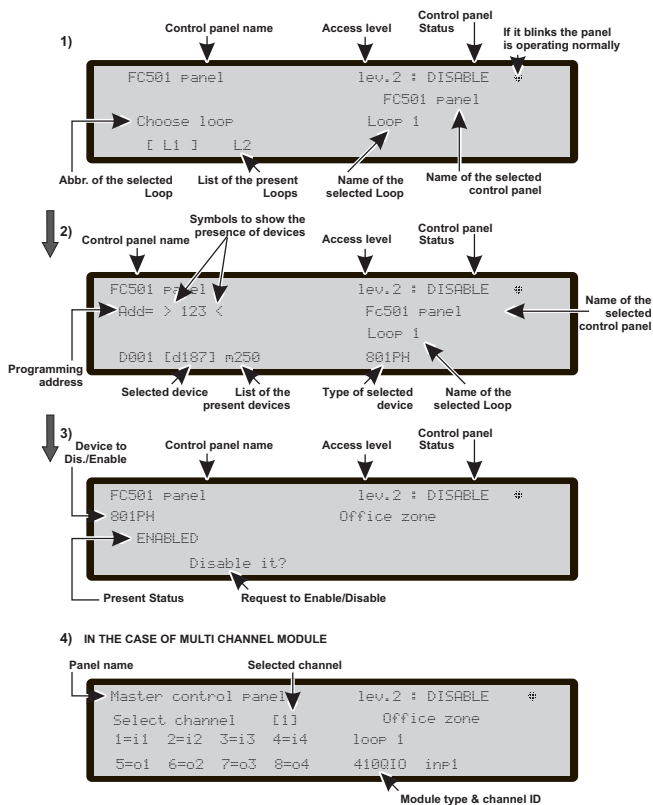 Control panel name
Access level
Control panel
Status
If it blinks the panel
is operating normally
1)
FC501 panel
lev.2 : DISABLE
FC501 panel
Choose loop
Loop 1
[ L1 ] L2
Abbr. of the selected
Loop
List of the present
Loops
Name of the
selected Loop
Name of the selected
control panel
2)
Control panel name
Symbols to show the
presence of devices
Access level
Control panel
Status
FC501 panel
lev.2 : DISABLE
Add= > 123 <
Fc501 panel
Name of the
selected
control panel
Loop 1
D001 [d187] m250
801PH
Programming
address
Selected device
List of the
present devices
Type of selected
device
Name of the
selected Loop
3)
Device to
Dis./Enable
Control panel name
Access level
Control panel
Status
FC501 panel
lev.2 : DISABLE
801PH
Office zone
ENABLED
Disable it?
Present Status
Request to Enable/Disable
4) IN THE CASE OF MULTI CHANNEL MODULE
Panel name
Selected channel
Master control panel
lev.2 : DISABLE
Select channel [1]
Office zone
1=i1 2=i2 3=i3 4=i4
loop 1
5=o1 6=o2 7=o3 8=o4
410QIO inp1
Module type & channel ID